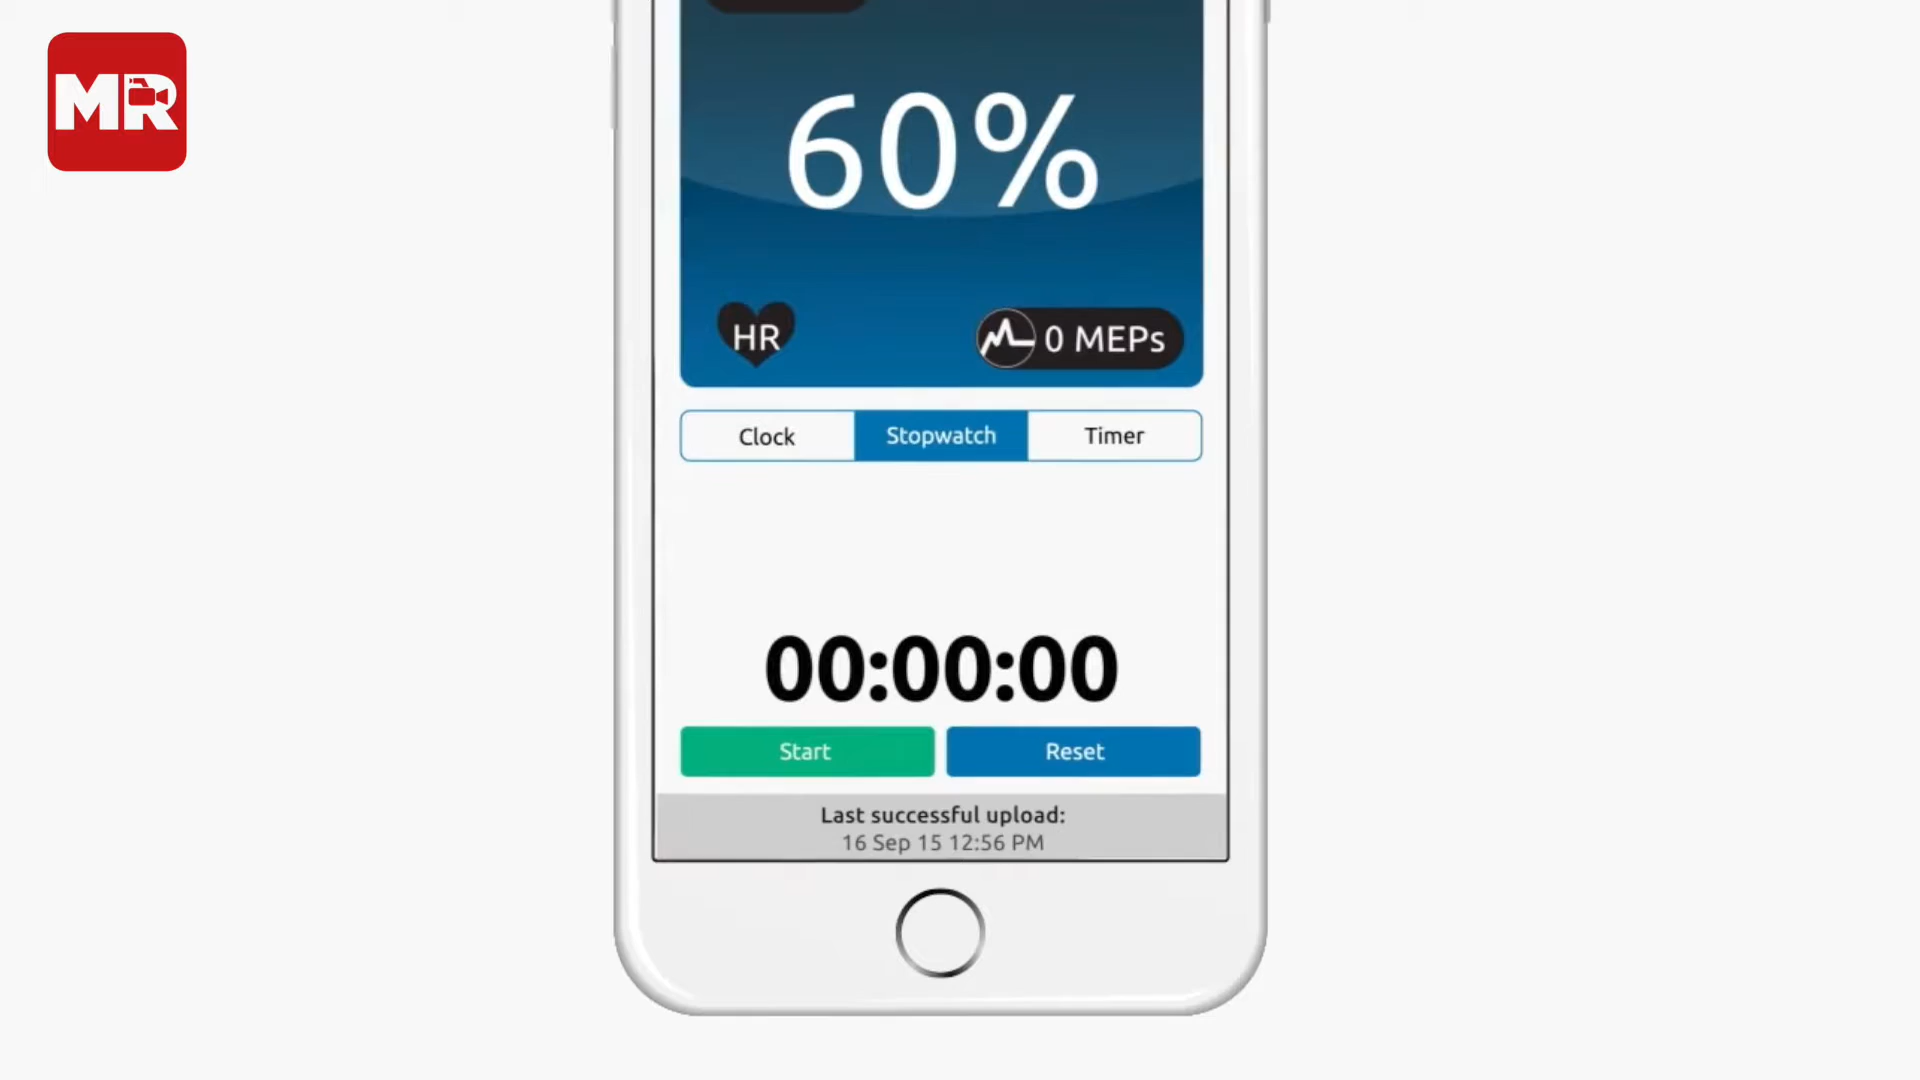 MR
60%
HR
0 MEPs
Clock Stopwatch Timer
00:00:00
Start Reset
Last successful upload:
16 Sep 15 12:56 PM